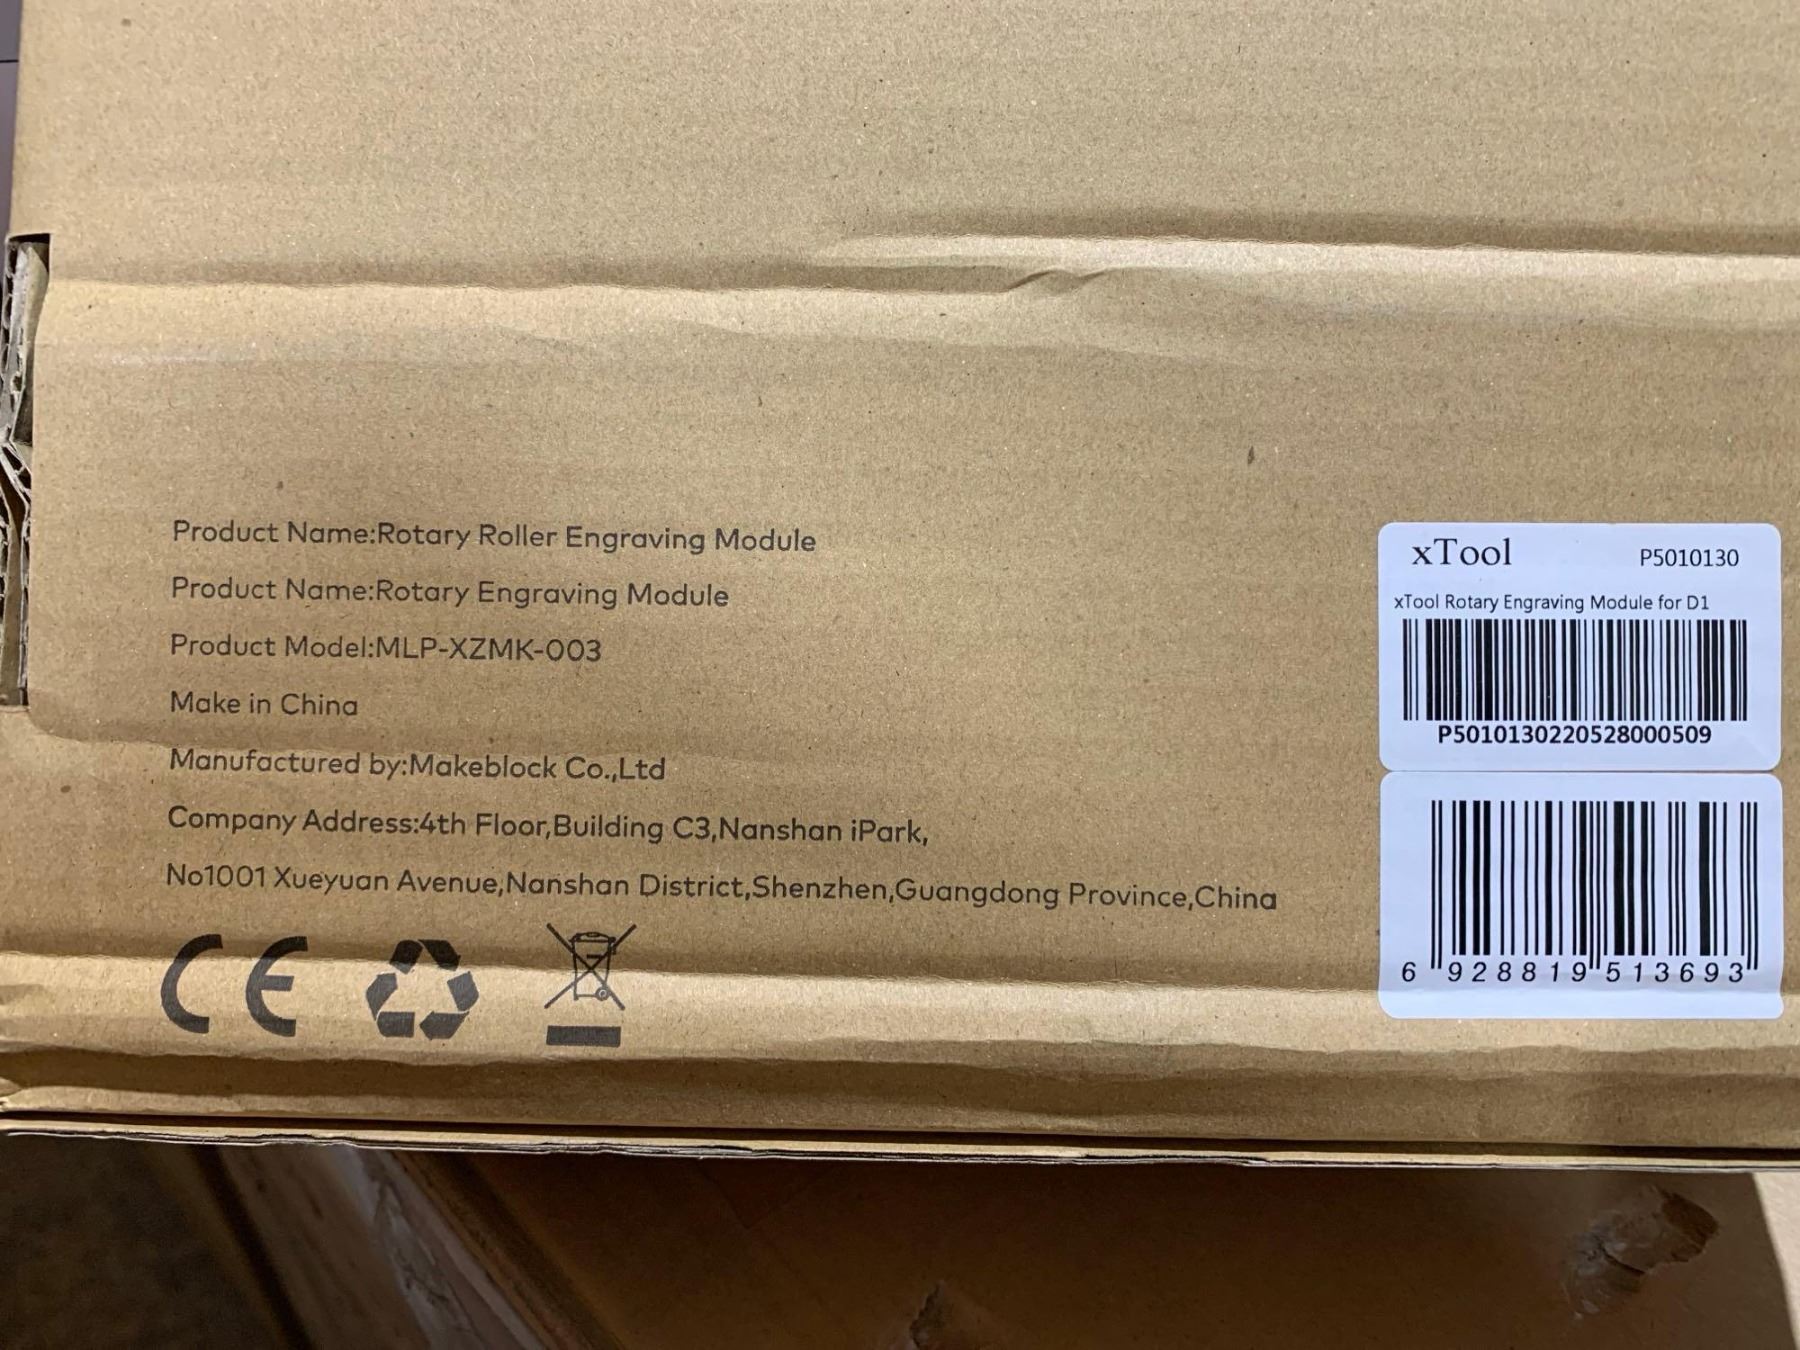 Product Name:Rotary Roller Engraving Module
Product Name:Rotary Engraving Module
Product Model:MLP-XZMK-003
Make in China
Manufactured by:Makeblock Co.,Ltd
Company Address:4th Floor,Building C3,Nanshan iPark,
No1001 Xueyuan Avenue,Nanshan District,Shenzhen,Guangdong Province,China
CE
xTool P5010130
xTool Rotary Engraving Module for D1
P5010130220528000509
6 928819 513693